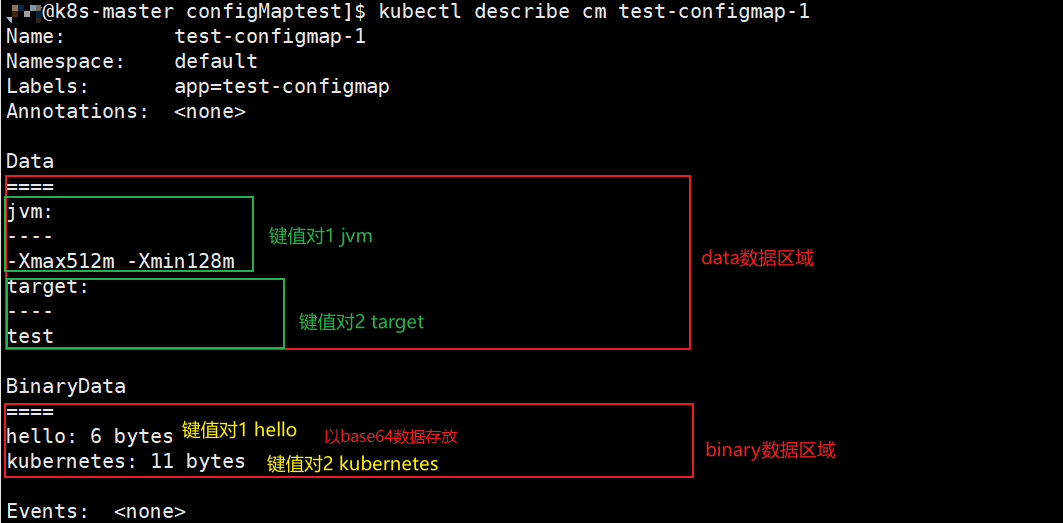 @k8s-master configMaptest]$ kubectl describe cm test-configmap-1
Name: test-configmap-1
Namespace: default
Labels: app=test-configmap
Annotations: <none>
Data
====
jvm:
----
键值对1 jvm
-Xmax512m -Xmin128m
data数据区域
target:
----
键值对2 target
test
BinaryData
====
hello: 6 bytes 键值对1 hello 以base64数据存放
binary数据区域
kubernetes: 11 bytes 键值对2 kubernetes
Events: <none>